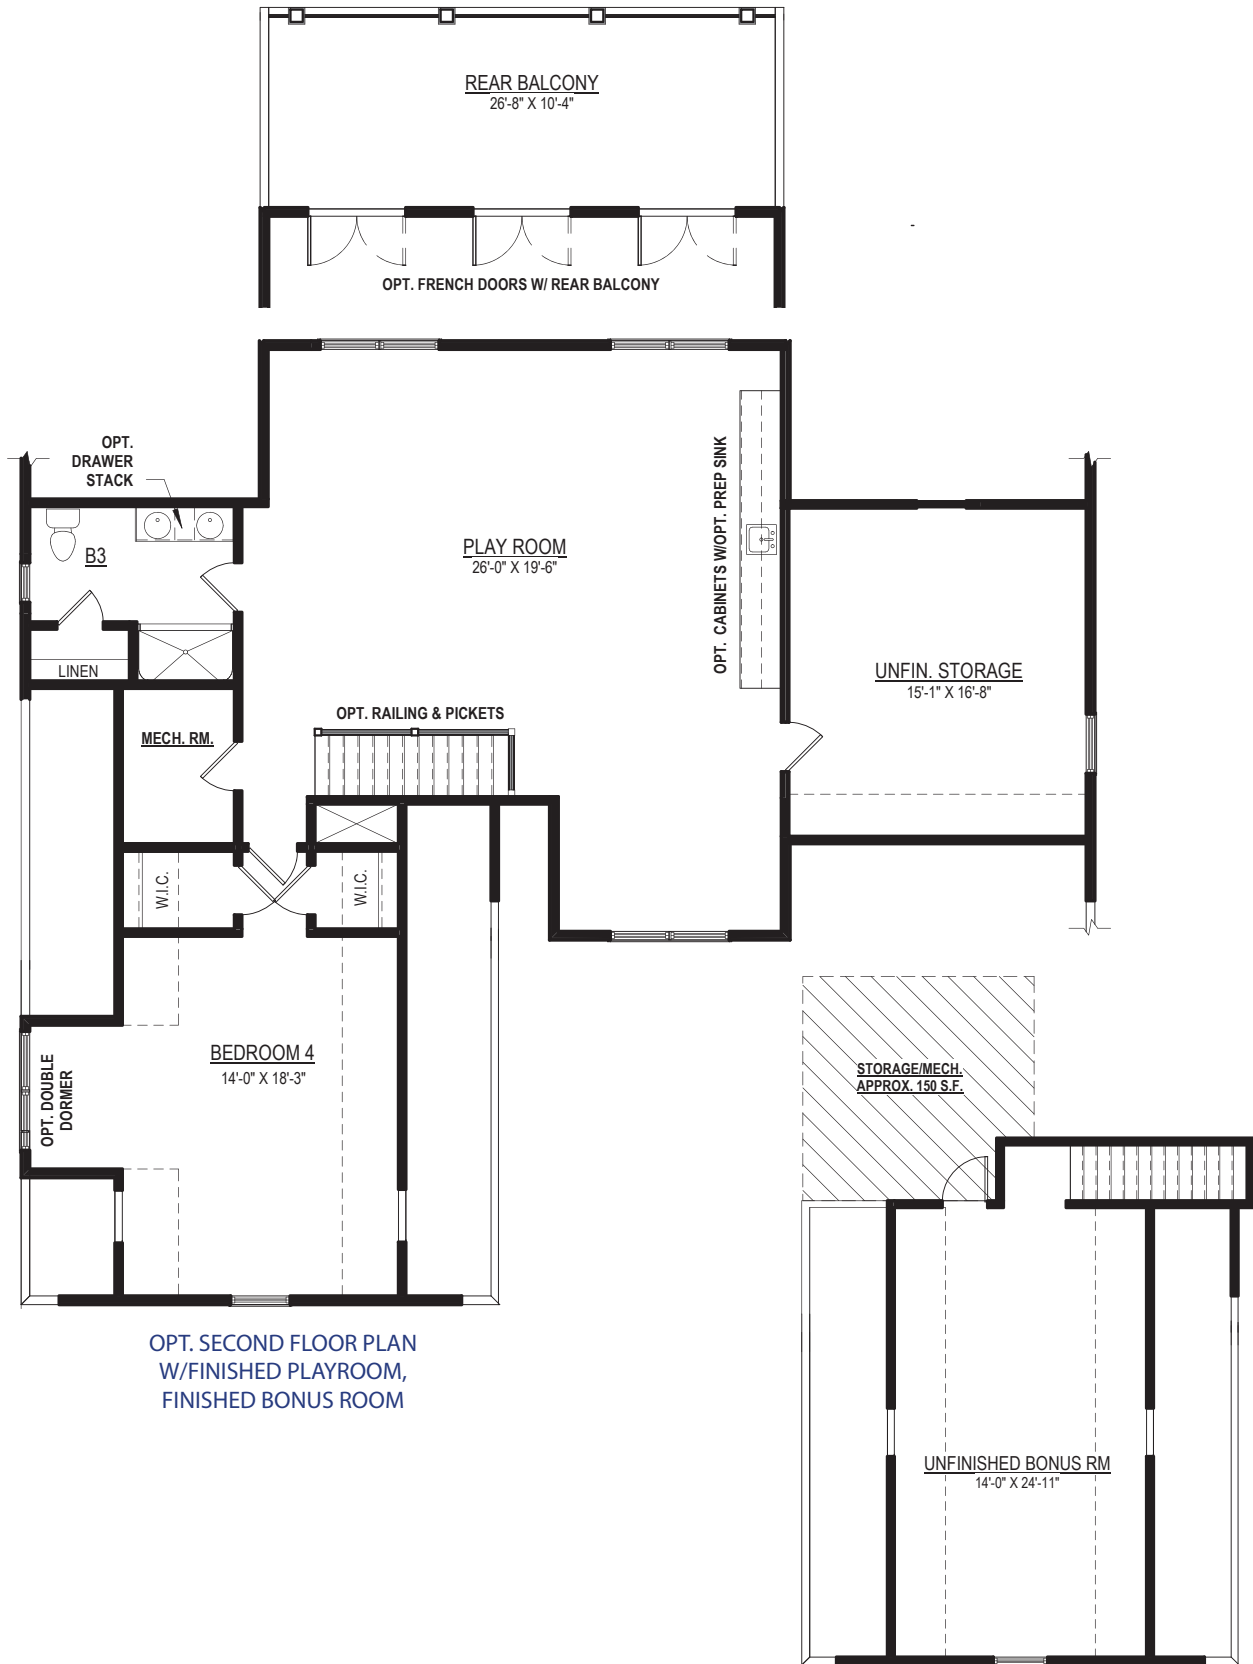 REAR BALCONY
26'-8" X 10'-4"
OPT. FRENCH DOORS W/ REAR BALCONY
OPT.
DRAWER
STACK
B3
LINEN
PLAY ROOM
26'-0" X 19'-6"
OPT. CABINETS W/OPT. PREP SINK
UNFIN. STORAGE
15'-1" X 16'-8"
MECH. RM.
OPT. RAILING & PICKETS
W.I.C.
W.I.C.
BEDROOM 4
14'-0" X 18'-3"
OPT. DOUBLE
DORMER
STORAGE/MECH.
APPROX. 150 S.F.
OPT. SECOND FLOOR PLAN
W/FINISHED PLAYROOM,
FINISHED BONUS ROOM
UNFINISHED BONUS RM
14'-0" X 24'-11"